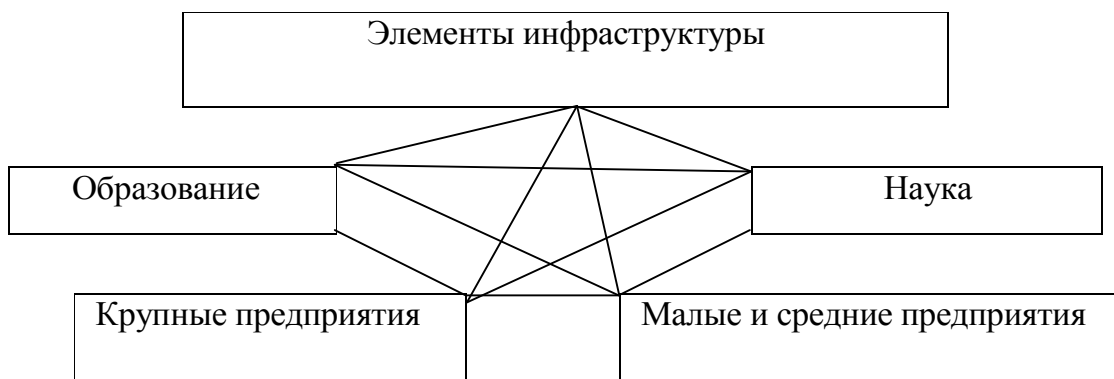 Элементы инфраструктуры
Образование
Наука
Крупные предприятия
Малые и средние предприятия